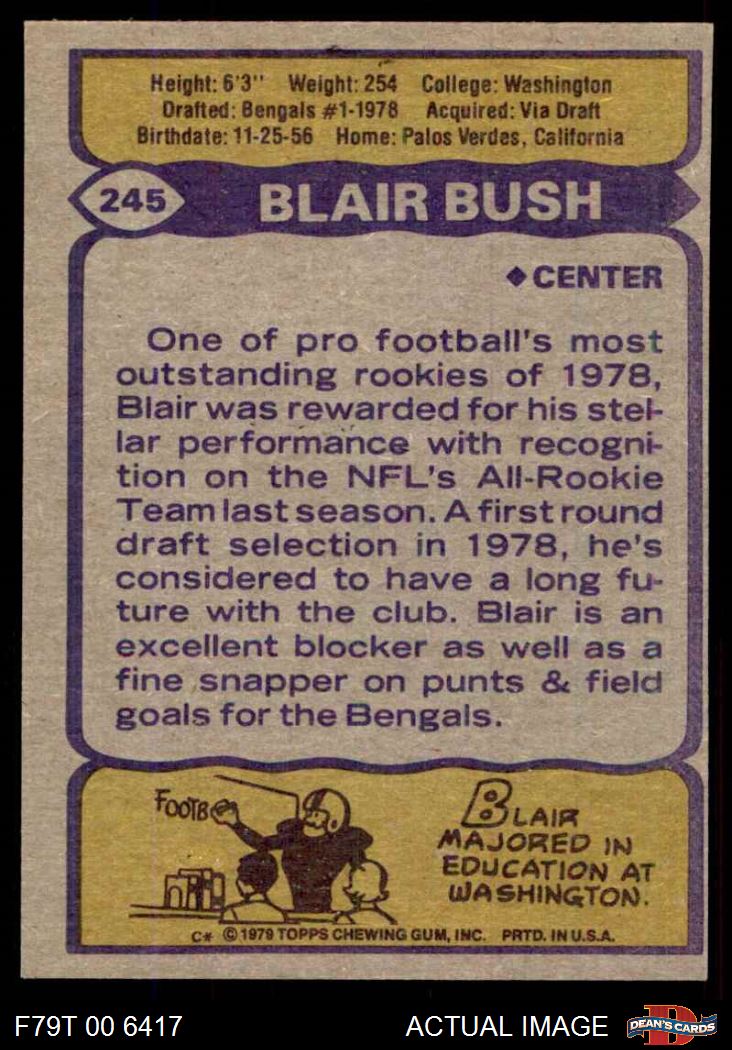 Height: 6'3" Weight: 254 College: Washington
Drafted: Bengals #1-1978 Acquired: Via Draft
Birthdate: 11-25-56 Home: Palos Verdes, California
245 BLAIR BUSH
◆ CENTER
One of pro football's most
outstanding rookies of 1978,
Blair was rewarded for his stel-
lar performance with recogni-
tion on the NFL's All-Rookie
Team last season. A first round
draft selection in 1978, he's
considered to have a long fu-
ture with the club. Blair is an
excellent blocker as well as a
fine snapper on punts & field
goals for the Bengals.
FOOTB
BLAIR
MAJORED IN
EDUCATION AT
WASHINGTON.
C* © 1979 TOPPS CHEWING GUM, INC. PRTD. IN U.S.A.
F79T 00 6417 ACTUAL IMAGE D DEAN'S CARDS